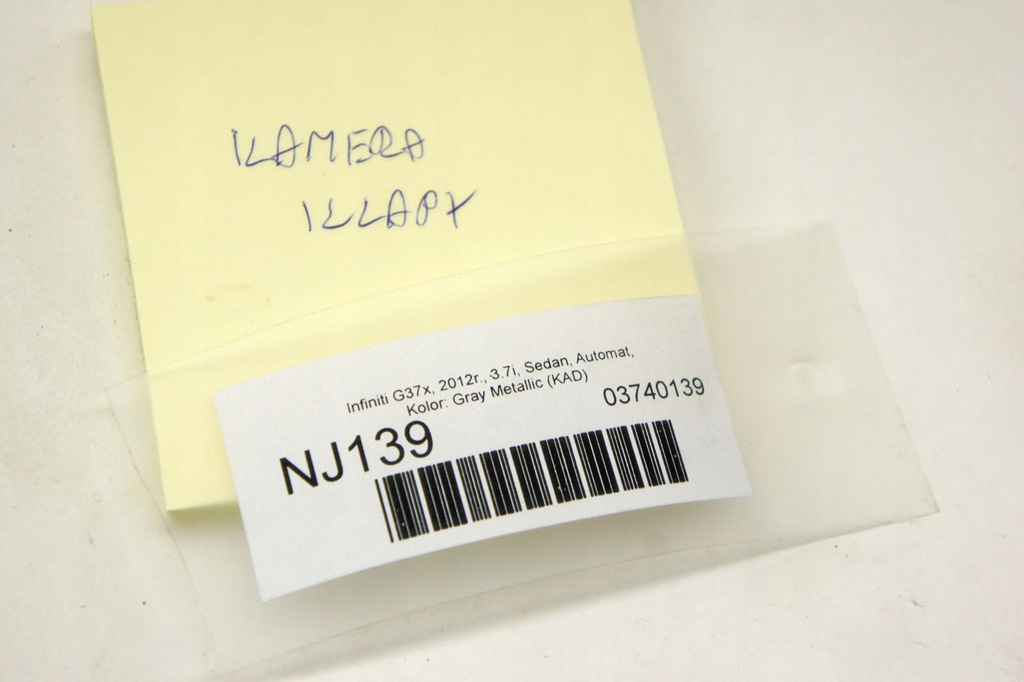 KAMERA
KLAPY
Infiniti G37x, 2012r., 3.7i, Sedan, Automat,
Kolor: Gray Metallic (KAD)
03740139
NJ139